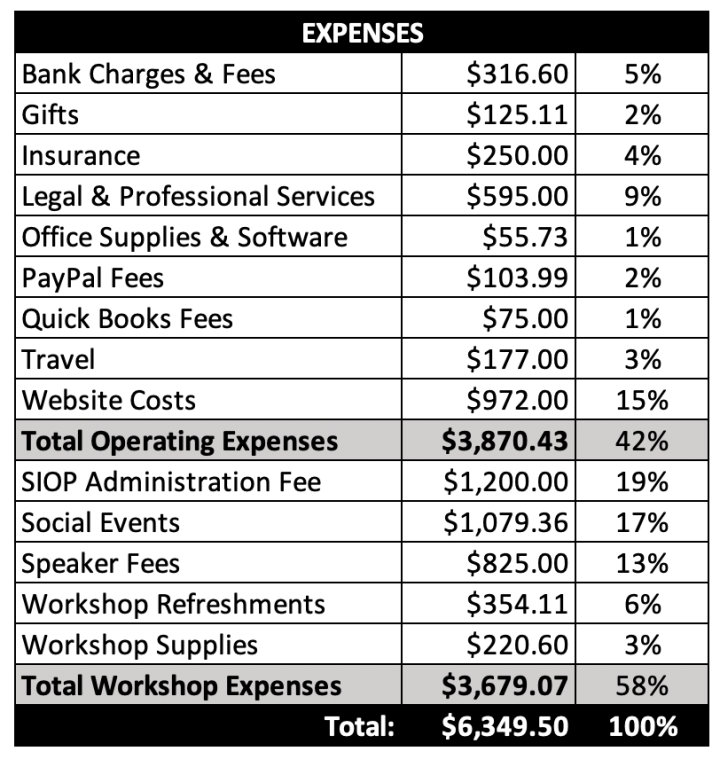 EXPENSES
Bank Charges & Fees $316.60 5%
Gifts $125.11 2%
Insurance $250.00 4%
Legal & Professional Services $595.00 9%
Office Supplies & Software $55.73 1%
PayPal Fees $103.99 2%
Quick Books Fees $75.00 1%
Travel $177.00 3%
Website Costs $972.00 15%
Total Operating Expenses $3,870.43 42%
SIOP Administration Fee $1,200.00 19%
Social Events $1,079.36 17%
Speaker Fees $825.00 13%
Workshop Refreshments $354.11 6%
Workshop Supplies $220.60 3%
Total Workshop Expenses $3,679.07 58%
Total: $6,349.50 100%